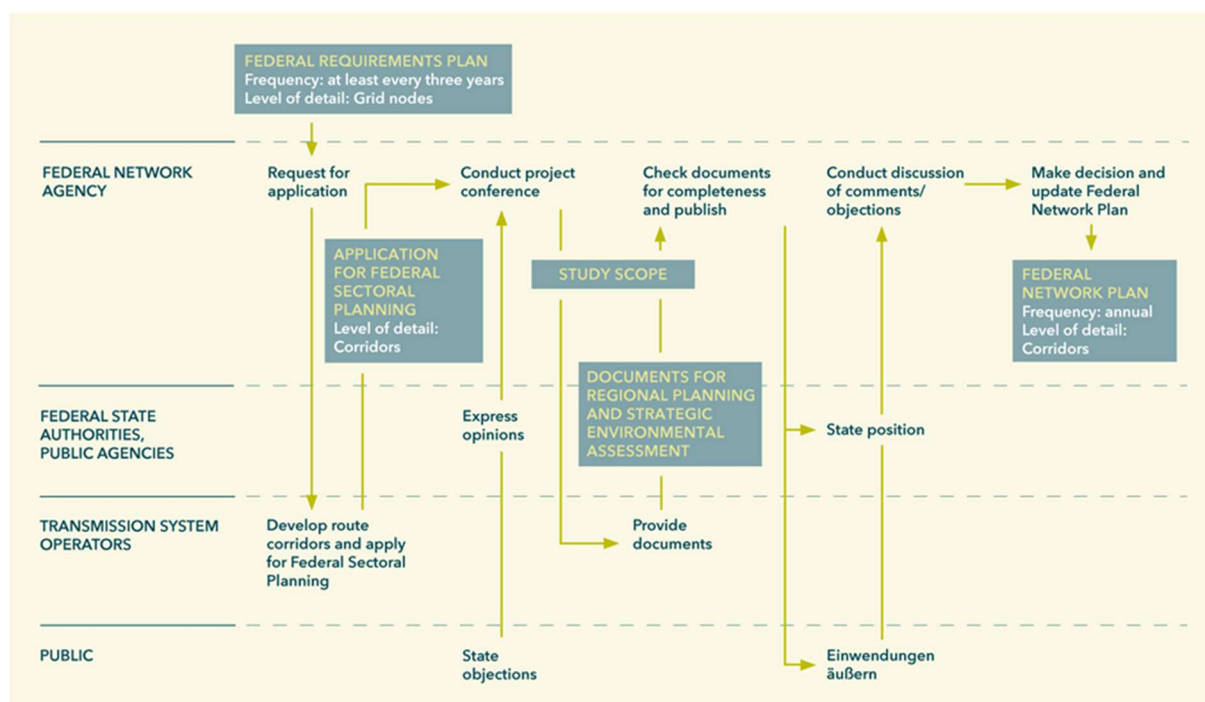 FEDERAL REQUIREMENTS PLAN
Frequency: at least every three years
Level of detail: Grid nodes
FEDERAL NETWORK
AGENCY
Request for
application
Conduct project
conference
Check documents
for completeness
and publish
Conduct discussion
of comments/
objections
Make decision and
update Federal
Network Plan
APPLICATION
FOR FEDERAL
SECTORAL
PLANNING
Level of detail:
Corridors
STUDY SCOPE
FEDERAL
NETWORK PLAN
Frequency: annual
Level of detail:
Corridors
DOCUMENTS FOR
REGIONAL PLANNING
AND STRATEGIC
ENVIRONMENTAL
ASSESSMENT
FEDERAL STATE
AUTHORITIES,
PUBLIC AGENCIES
Express
opinions
State position
TRANSMISSION SYSTEM
OPERATORS
Develop route
corridors and apply
for Federal Sectoral
Planning
Provide
documents
PUBLIC
State
objections
Einwendungen
äußern